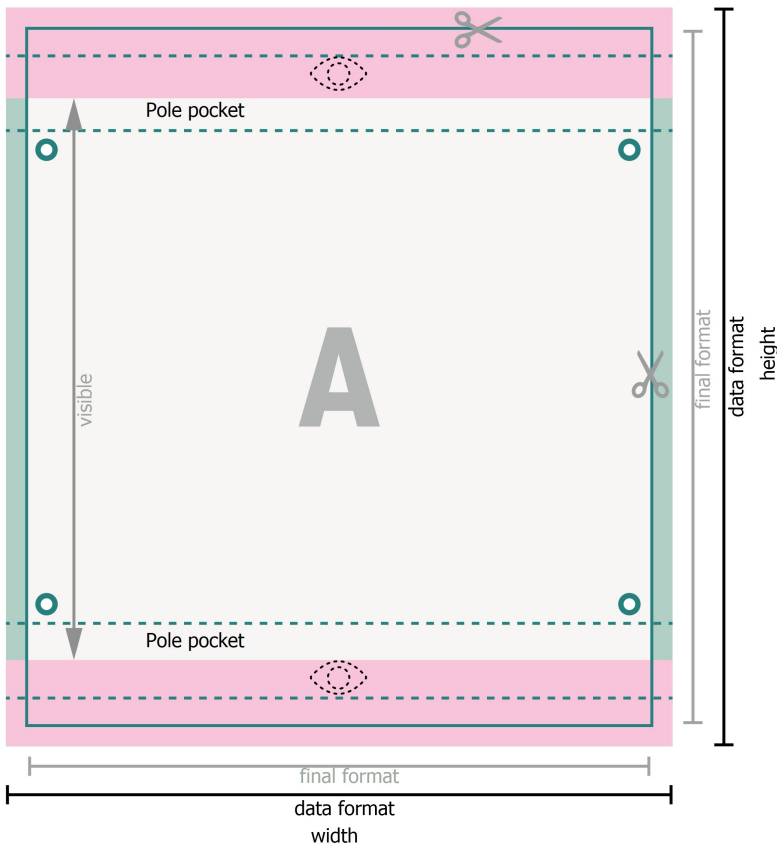 Pole pocket
A
visible
final format
data format
height
Pole pocket
final format
data format
width